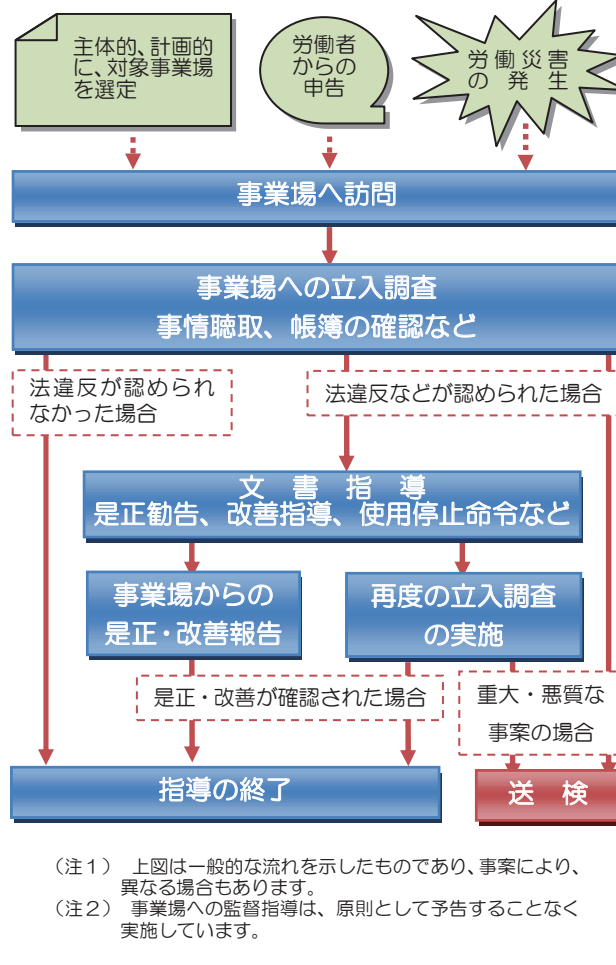 主体的、計画的
に、対象事業場
を選定
労働者
からの
申告
労働災害
の発生
事業場へ訪問
事業場への立入調査
事情聴取、帳簿の確認など
法違反が認められ
なかった場合
法違反などが認められた場合
文書指導
是正勧告、改善指導、使用停止命令など
事業場からの
是正・改善報告
再度の立入調査
の実施
是正・改善が確認された場合
重大・悪質な
事案の場合
指導の終了
送検
（注１）　上図は一般的な流れを示したものであり、事案により、
異なる場合もあります。
（注２）　事業場への監督指導は、原則として予告することなく
実施しています。